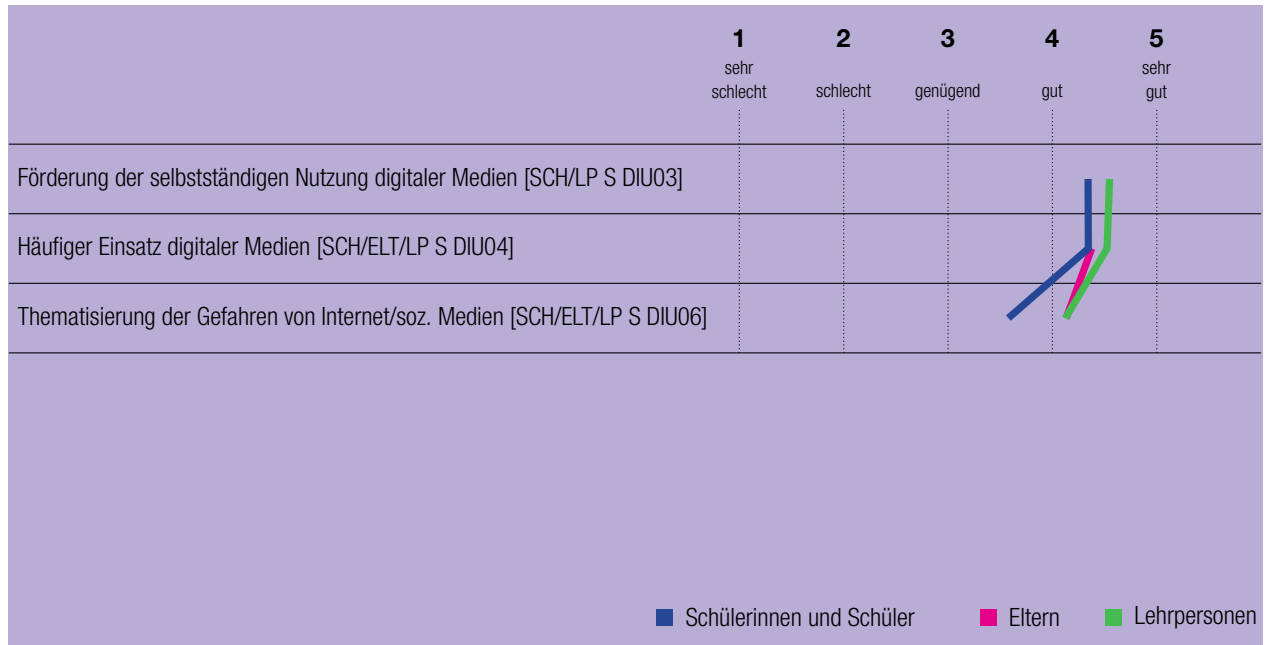 1 2 3 4 5
sehr schlecht schlecht genügend gut sehr gut
Förderung der selbstständigen Nutzung digitaler Medien [SCH/LP S DIU03]
Häufiger Einsatz digitaler Medien [SCH/ELT/LP S DIU04]
Thematisierung der Gefahren von Internet/soz. Medien [SCH/ELT/LP S DIU06]
Schülerinnen und Schüler Eltern Lehrpersonen